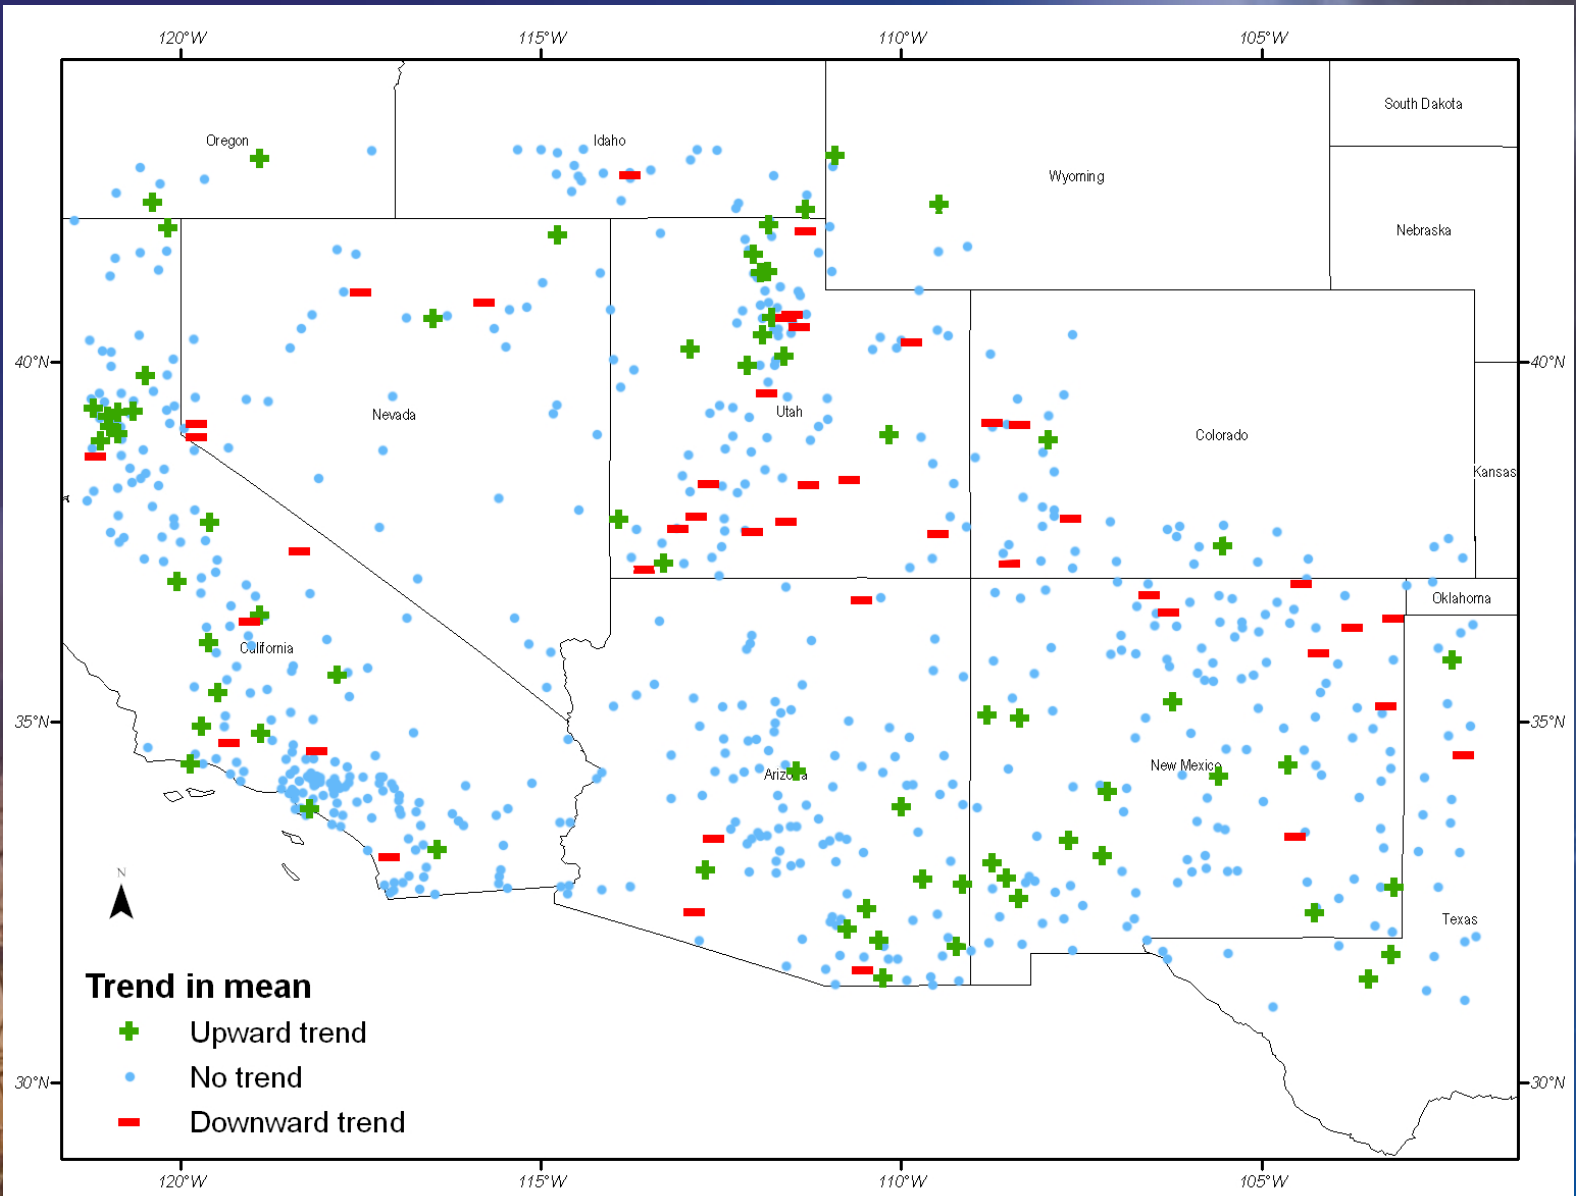 120°W 115°W 110°W 105°W
South Dakota
Oregon Idaho
Wyoming
Nebraska
40°N 40°N
Nevada Utah
Colorado
Kansas
Oklahoma
California
35°N 35°N
New Mexico
Arizona
N
Texas
Trend in mean
Upward trend
No trend
Downward trend
30°N 30°N
120°W 115°W 110°W 105°W